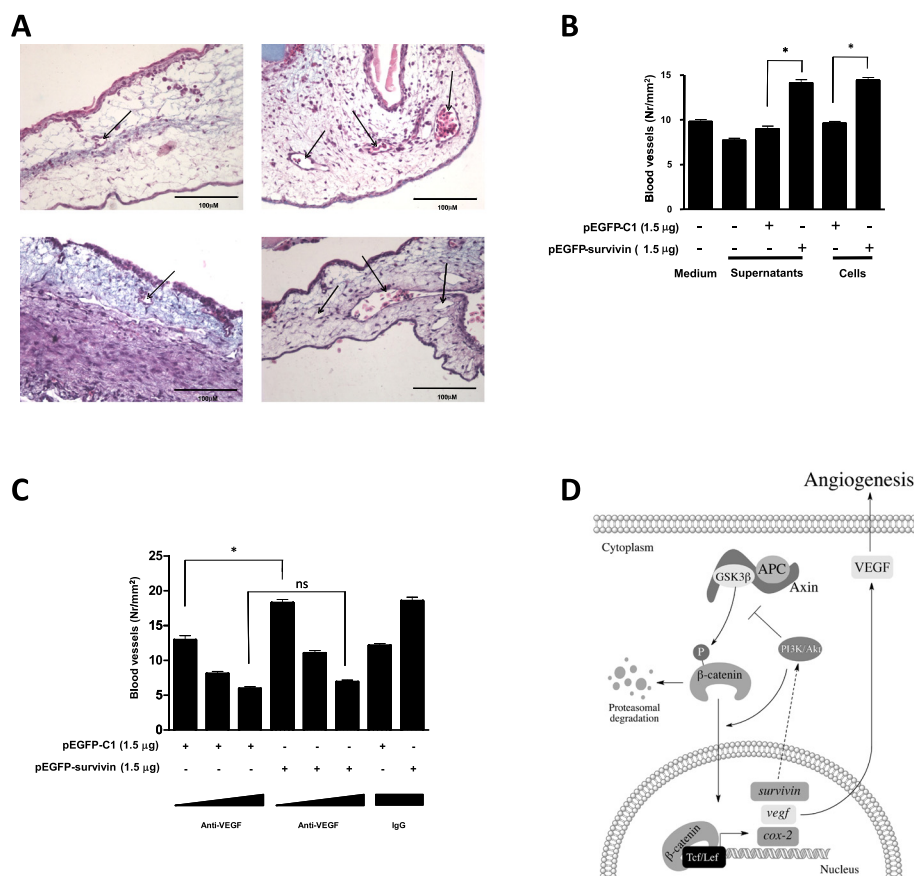 A
100µM
100µM
100µM
100µM
B
Blood vessels (Nr/mm²)
15
10
5
0
*
*
pEGFP-C1 (1.5 µg) - - + - + -
pEGFP-survivin ( 1.5 µg) - - - + - +
Medium Supernatants Cells
C
Blood vessels (Nr/mm²)
25
20
15
10
5
0
*
ns
pEGFP-C1 (1.5 µg) + + + - - - + -
pEGFP-survivin (1.5 µg) - - - + + + - +
Anti-VEGF Anti-VEGF IgG
D
Angiogenesis
Cytoplasm
VEGF
GSK3β APC
Axin
P
PI3K/Akt
β-catenin
Proteasomal
degradation
survivin
vegf
cox-2
β-catenin
Tcf/Lef
Nucleus